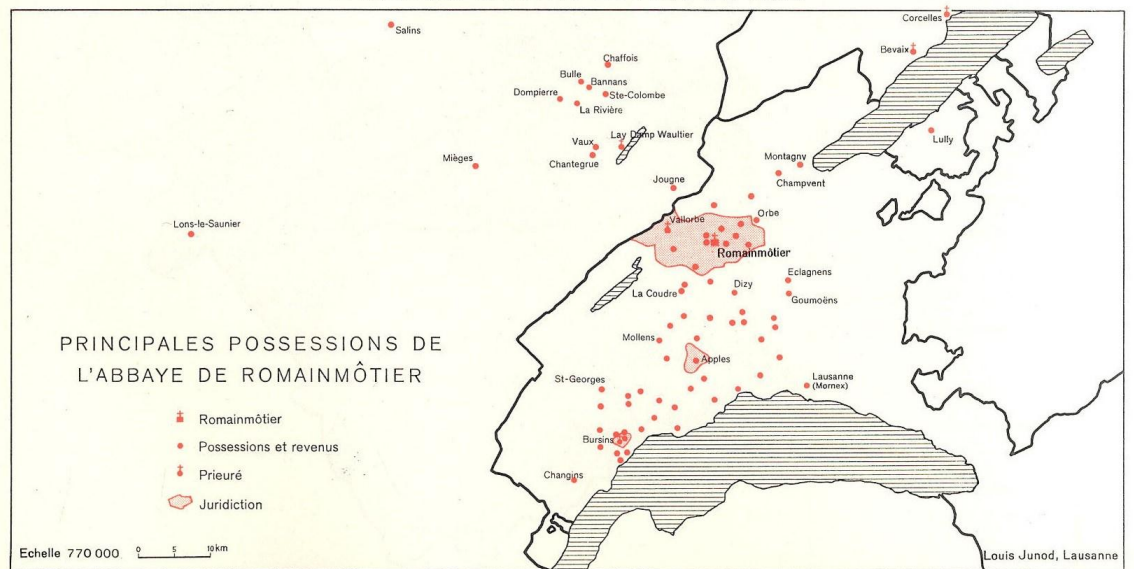 Corcelles
Salins
Bevaix
Chaffois
Bulle
Bannans
Dompierre
Ste-Colombe
La Rivière
Lully
Vaux
Lay Damp Waultier
Mièges
Chantegrue
Montagny
Jougne
Champvent
Lons-le-Saunier
Vallorbe
Orbe
Romainmôtier
Eclagnens
La Coudre
Dizy
Goumoëns
Mollens
Apples
St-Georges
Lausanne
(Mornex)
Bursins
Changins
PRINCIPALES POSSESSIONS DE
L'ABBAYE DE ROMAINMÔTIER
Romainmôtier
Possessions et revenus
Prieuré
Juridiction
Echelle 770 000
0 5 10 km
Louis Junod, Lausanne